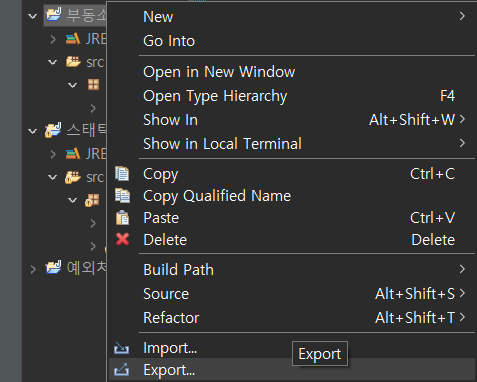 부동소
New
Go Into
JRE
src
Open in New Window
Open Type Hierarchy F4
Show In Alt+Shift+W
스태틱
Show in Local Terminal
JRE
src
Copy Ctrl+C
Copy Qualified Name
Paste Ctrl+V
Delete Delete
예외처
Build Path
Source Alt+Shift+S
Refactor Alt+Shift+T
Import...
Export
Export...